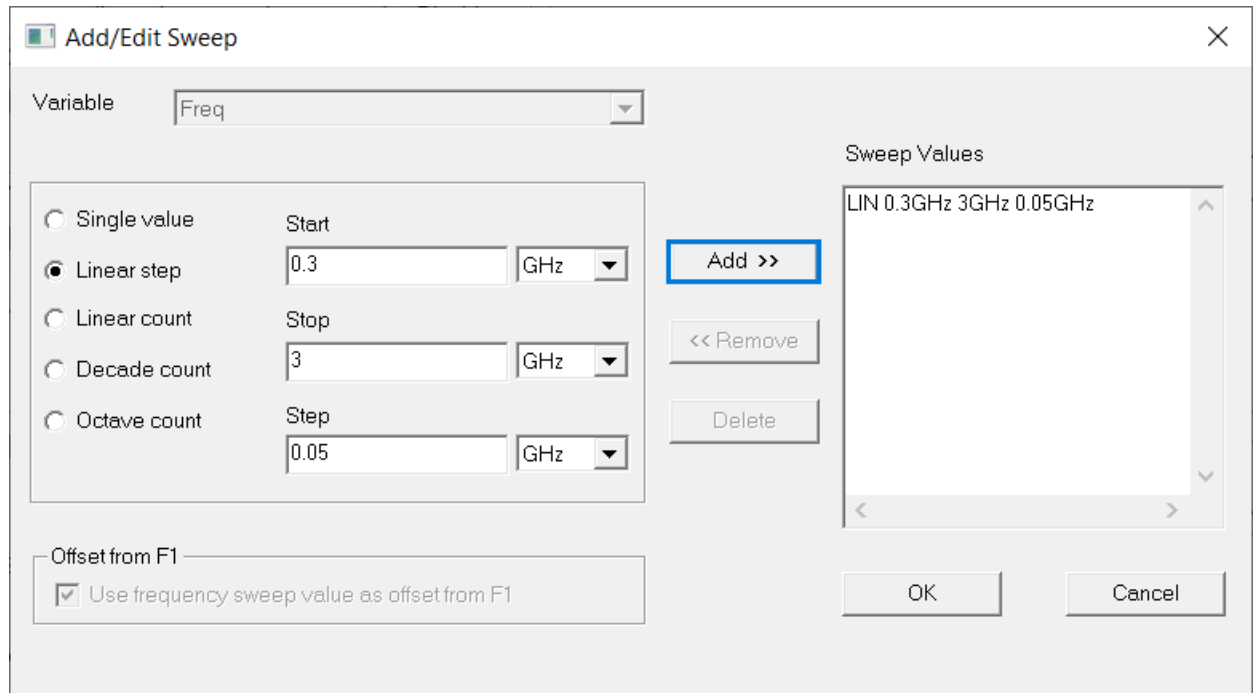 Add/Edit Sweep
Variable
Freq
Single value
Linear step
Linear count
Decade count
Octave count
Start
0.3
GHz
Stop
3
GHz
Step
0.05
GHz
Add >>
<< Remove
Delete
Sweep Values
LIN 0.3GHz 3GHz 0.05GHz
Offset from F1
Use frequency sweep value as offset from F1
OK
Cancel